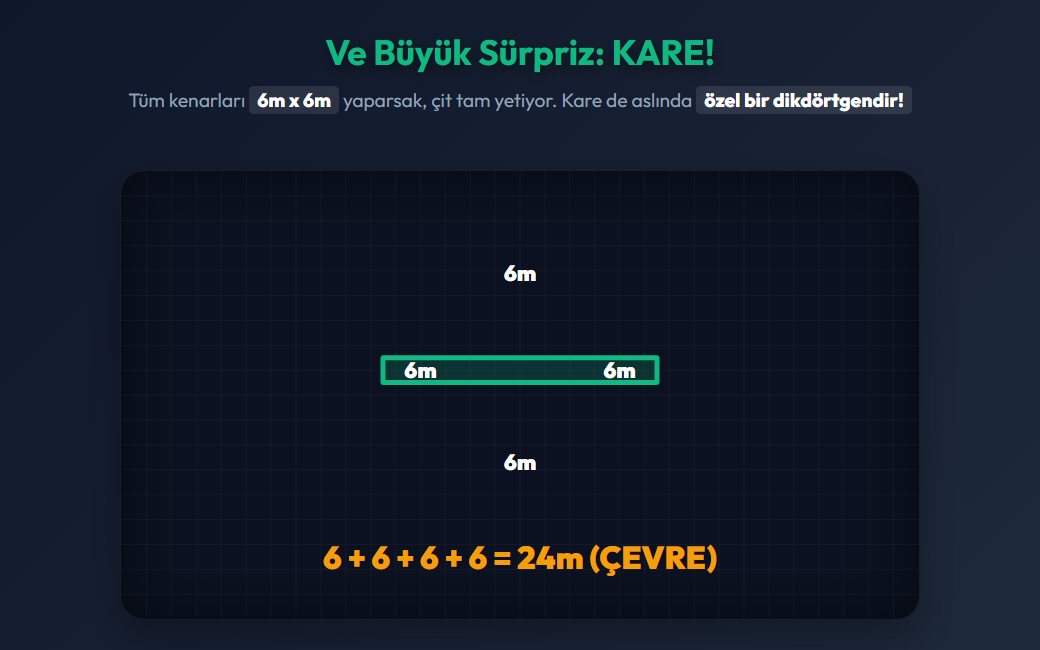 Ve Büyük Sürpriz: KARE!
Tüm kenarları 6m x 6m yaparsak, çit tam yetiyor. Kare de aslında özel bir dikdörtgendir!
6m
6m 6m
6m
6 + 6 + 6 + 6 = 24m (ÇEVRE)